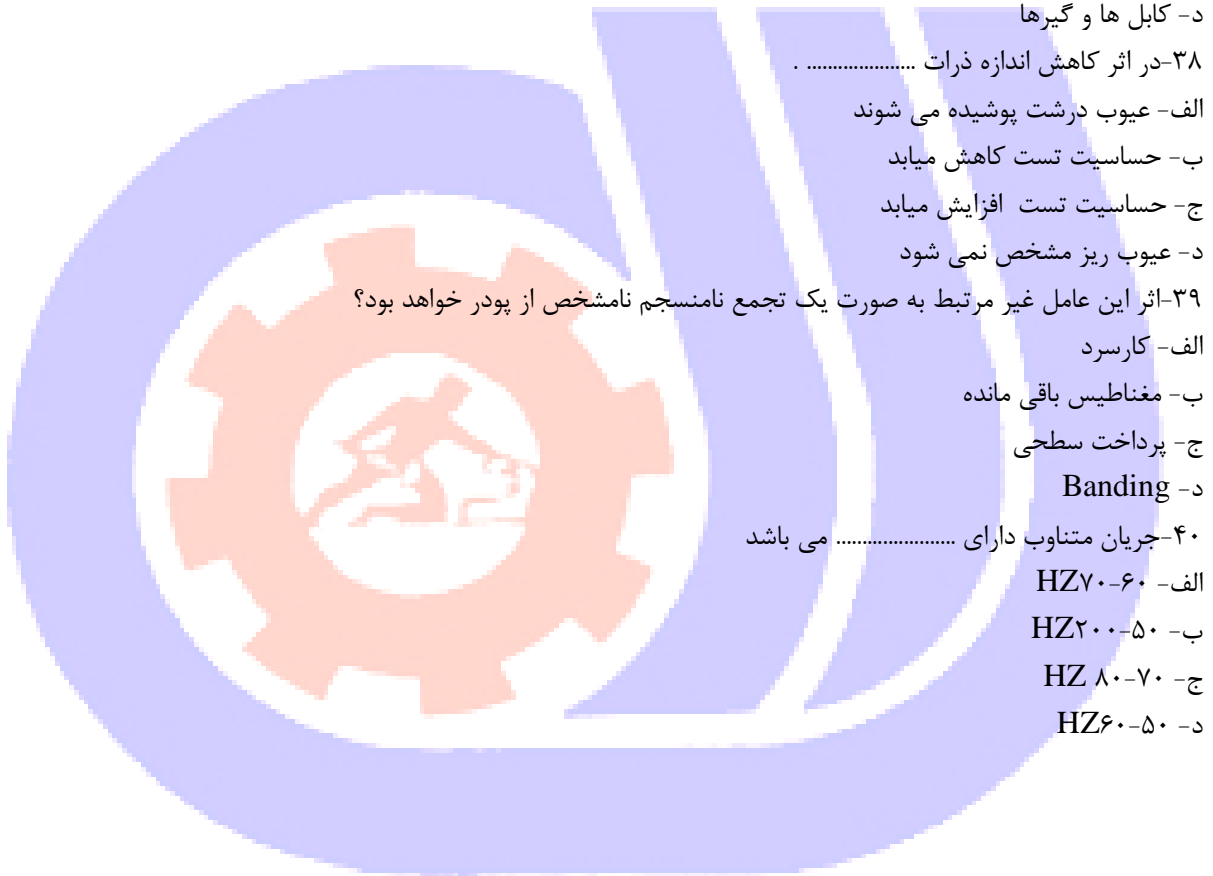 د- کابل ها و گیرها
۳۸-در اثر کاهش اندازه ذرات ..................... .
الف- عیوب درشت پوشیده می شوند
ب- حساسیت تست کاهش میابد
ج- حساسیت تست افزایش میابد
د- عیوب ریز مشخص نمی شود
۳۹-اثر این عامل غیر مرتبط به صورت یک تجمع نامنسجم نامشخص از پودر خواهد بود؟
الف- کارسرد
ب- مغناطیس باقی مانده
ج- پرداخت سطحی
د- Banding
۴۰-جریان متناوب دارای ....................... می باشد
الف- ۶۰-۷۰HZ
ب- ۵۰-۲۰۰HZ
ج- ۷۰-۸۰ HZ
د- ۵۰-۶۰HZ